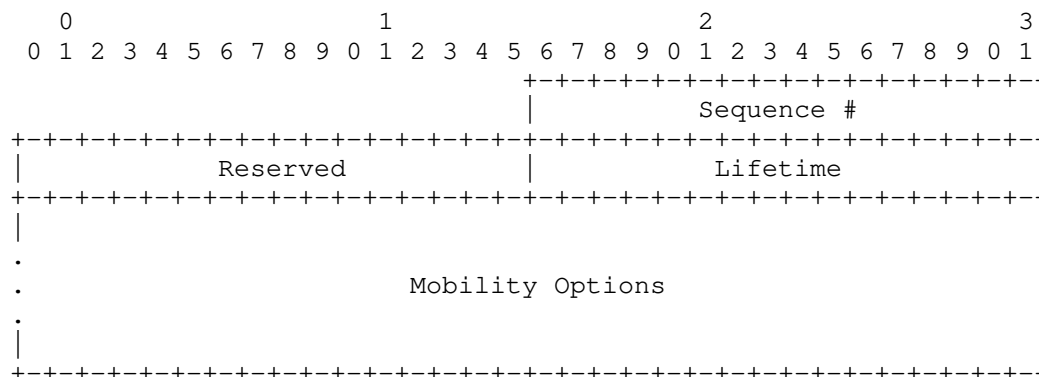 0                   1                   2                   3
 0 1 2 3 4 5 6 7 8 9 0 1 2 3 4 5 6 7 8 9 0 1 2 3 4 5 6 7 8 9 0 1
                                +-+-+-+-+-+-+-+-+-+-+-+-+-+-+-+-
                                |          Sequence #
+-+-+-+-+-+-+-+-+-+-+-+-+-+-+-+-+-+-+-+-+-+-+-+-+-+-+-+-+-+-+-+-
|            Reserved           |           Lifetime
+-+-+-+-+-+-+-+-+-+-+-+-+-+-+-+-+-+-+-+-+-+-+-+-+-+-+-+-+-+-+-+-
|
.
.                        Mobility Options
.
|
+-+-+-+-+-+-+-+-+-+-+-+-+-+-+-+-+-+-+-+-+-+-+-+-+-+-+-+-+-+-+-+-